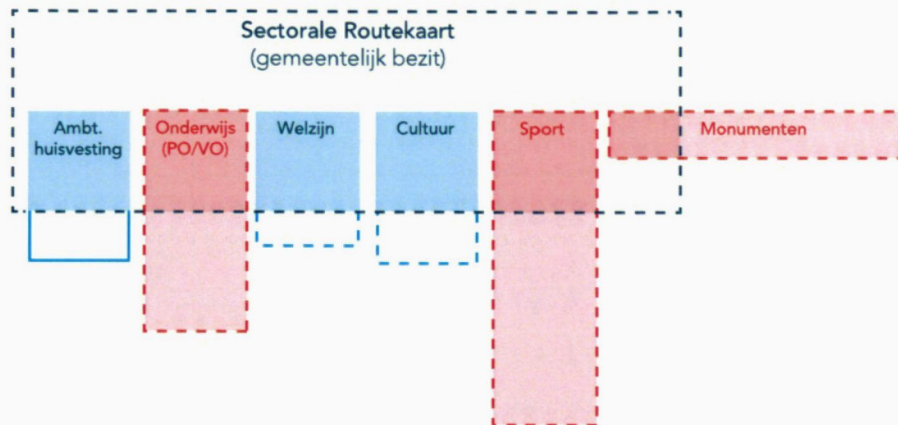 Sectorale Routekaart
(gemeentelijk bezit)
Ambt.
huisvesting
Onderwijs
(PO/VO)
Welzijn
Cultuur
Sport
Monumenten